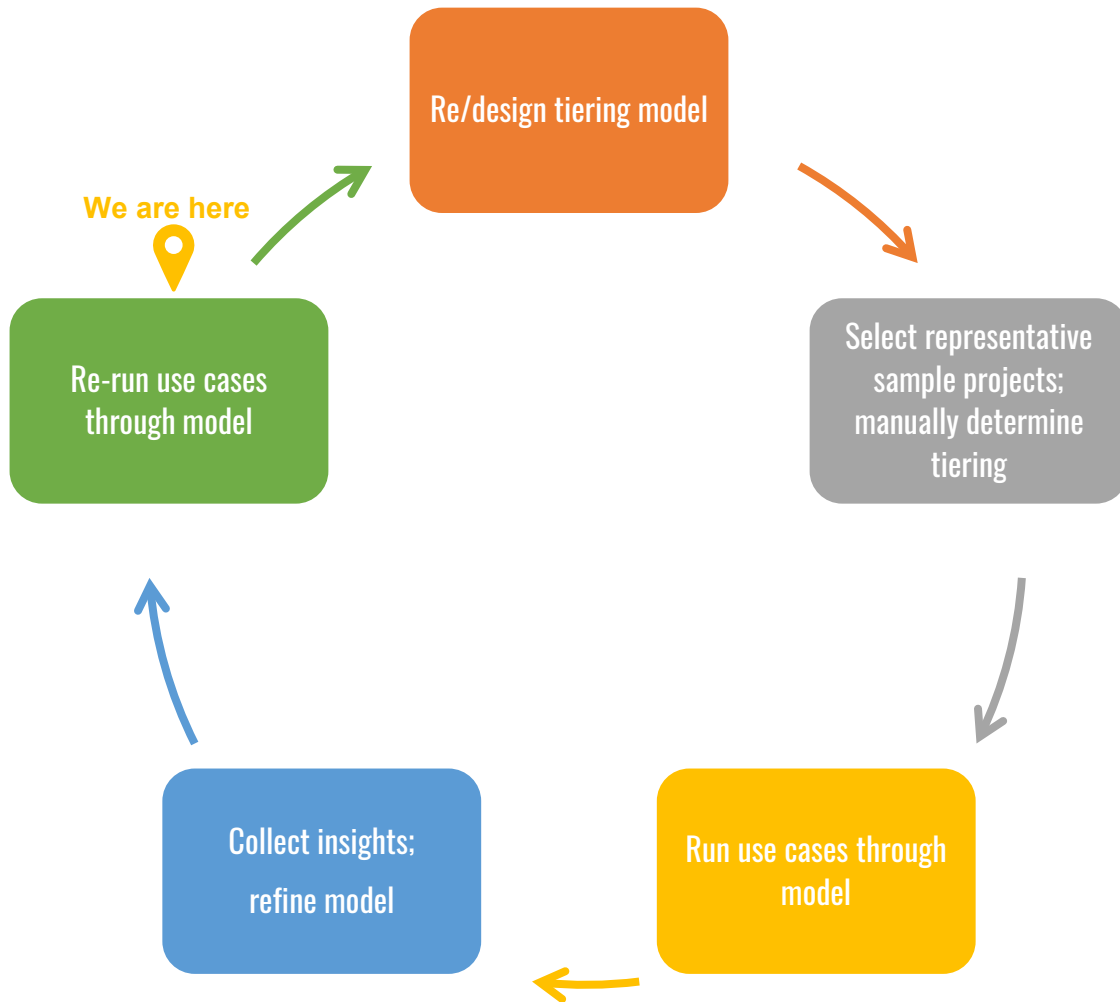 Re/design tiering model
We are here
Re-run use cases
through model
Select representative
sample projects;
manually determine
tiering
Collect insights;
refine model
Run use cases through
model